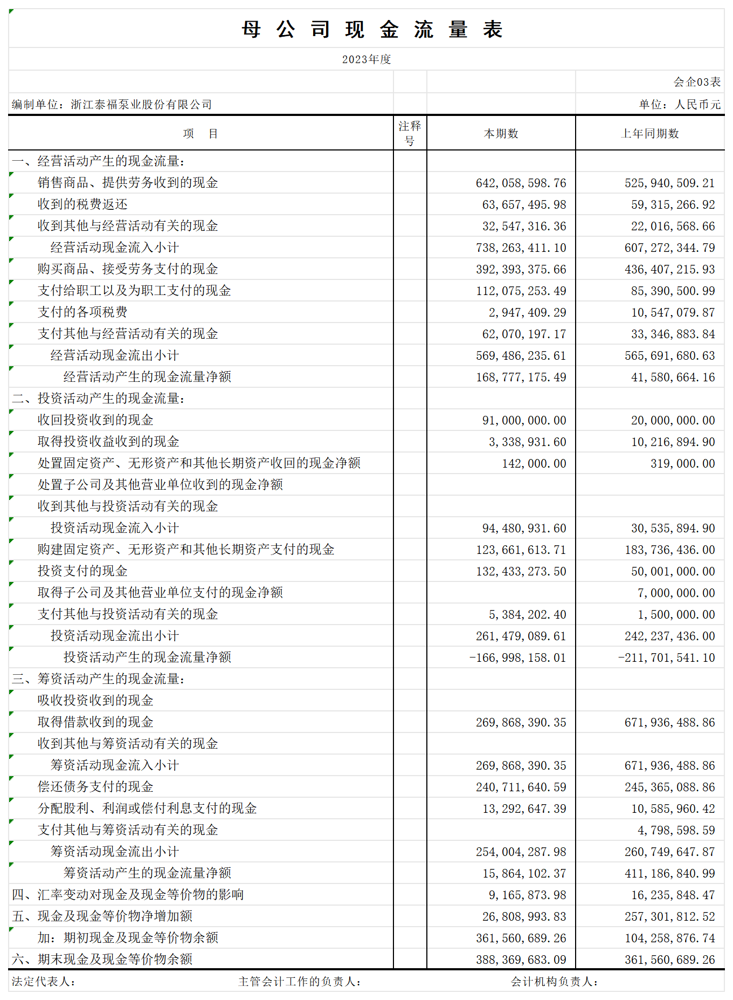 母公司现金流量表
2023年度
会企03表
编制单位：浙江泰福泵业股份有限公司 单位：人民币元
项 目 注释号 本期数 上年同期数
一、经营活动产生的现金流量：
销售商品、提供劳务收到的现金 642,058,598.76 525,940,509.21
收到的税费返还 63,657,495.98 59,315,266.92
收到其他与经营活动有关的现金 32,547,316.36 22,016,568.66
经营活动现金流入小计 738,263,411.10 607,272,344.79
购买商品、接受劳务支付的现金 392,393,375.66 436,407,215.93
支付给职工以及为职工支付的现金 112,075,253.49 85,390,500.99
支付的各项税费 2,947,409.29 10,547,079.87
支付其他与经营活动有关的现金 62,070,197.17 33,346,883.84
经营活动现金流出小计 569,486,235.61 565,691,680.63
经营活动产生的现金流量净额 168,777,175.49 41,580,664.16
二、投资活动产生的现金流量：
收回投资收到的现金 91,000,000.00 20,000,000.00
取得投资收益收到的现金 3,338,931.60 10,216,894.90
处置固定资产、无形资产和其他长期资产收回的现金净额 142,000.00 319,000.00
处置子公司及其他营业单位收到的现金净额
收到其他与投资活动有关的现金
投资活动现金流入小计 94,480,931.60 30,535,894.90
购建固定资产、无形资产和其他长期资产支付的现金 123,661,613.71 183,736,436.00
投资支付的现金 132,433,273.50 50,001,000.00
取得子公司及其他营业单位支付的现金净额 7,000,000.00
支付其他与投资活动有关的现金 5,384,202.40 1,500,000.00
投资活动现金流出小计 261,479,089.61 242,237,436.00
投资活动产生的现金流量净额 -166,998,158.01 -211,701,541.10
三、筹资活动产生的现金流量：
吸收投资收到的现金
取得借款收到的现金 269,868,390.35 671,936,488.86
收到其他与筹资活动有关的现金
筹资活动现金流入小计 269,868,390.35 671,936,488.86
偿还债务支付的现金 240,711,640.59 245,365,088.86
分配股利、利润或偿付利息支付的现金 13,292,647.39 10,585,960.42
支付其他与筹资活动有关的现金 4,798,598.59
筹资活动现金流出小计 254,004,287.98 260,749,647.87
筹资活动产生的现金流量净额 15,864,102.37 411,186,840.99
四、汇率变动对现金及现金等价物的影响 9,165,873.98 16,235,848.47
五、现金及现金等价物净增加额 26,808,993.83 257,301,812.52
加：期初现金及现金等价物余额 361,560,689.26 104,258,876.74
六、期末现金及现金等价物余额 388,369,683.09 361,560,689.26
法定代表人： 主管会计工作的负责人： 会计机构负责人：